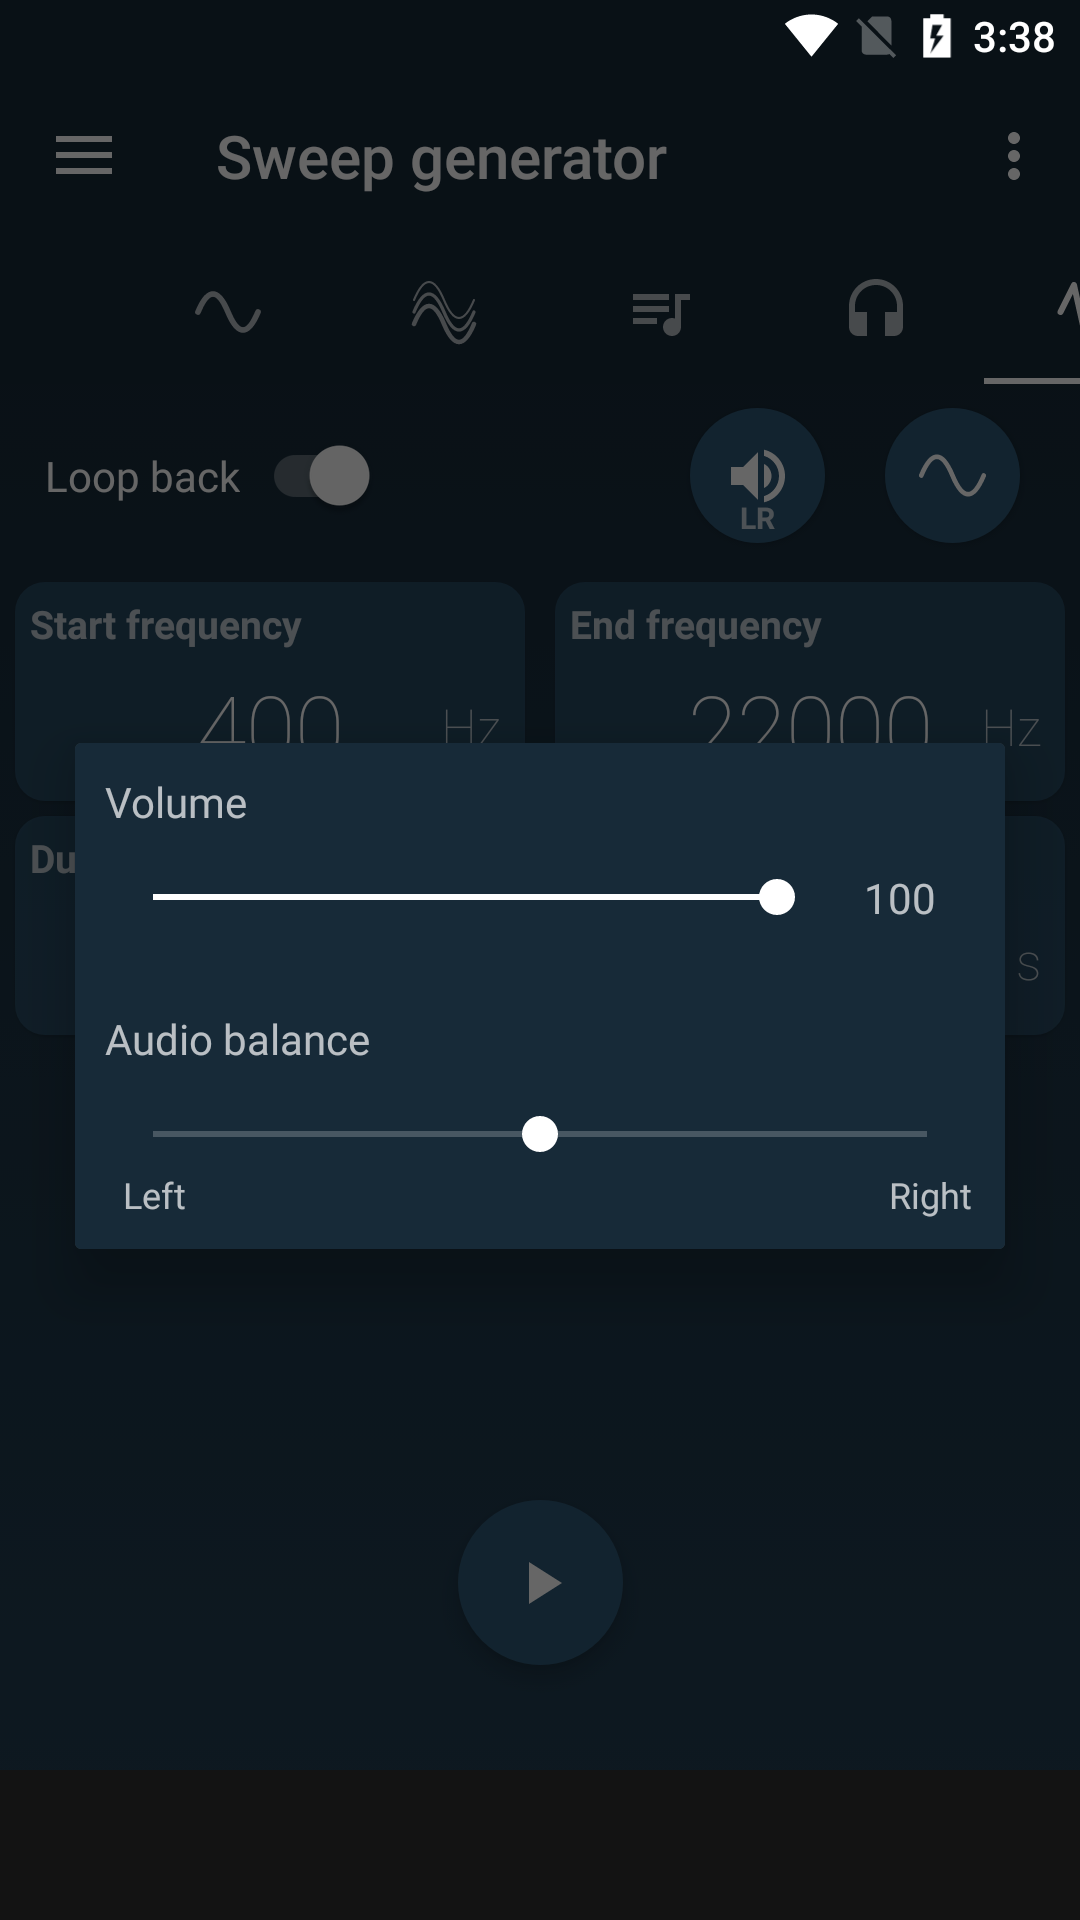 3:38
Sweep generator
Loop back
LR
Start frequency
End frequency
400 Hz
22000 Hz
Volume
Du
100
s
Audio balance
Left
Right